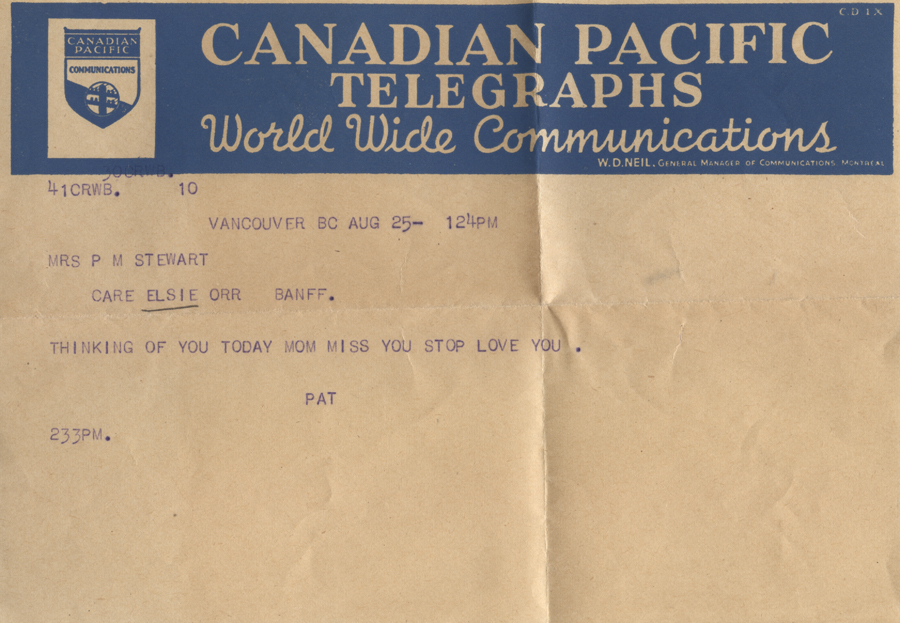 C D 1 X
CANADIAN
PACIFIC
COMMUNICATIONS
CANADIAN PACIFIC
TELEGRAPHS
World Wide Communications
W.D.NEIL. GENERAL MANAGER OF COMMUNICATIONS. MONTREAL
41CRWB. 10
VANCOUVER BC AUG 25- 124PM
MRS P M STEWART
CARE ELSIE ORR BANFF.
THINKING OF YOU TODAY MOM MISS YOU STOP LOVE YOU .
PAT
233PM.